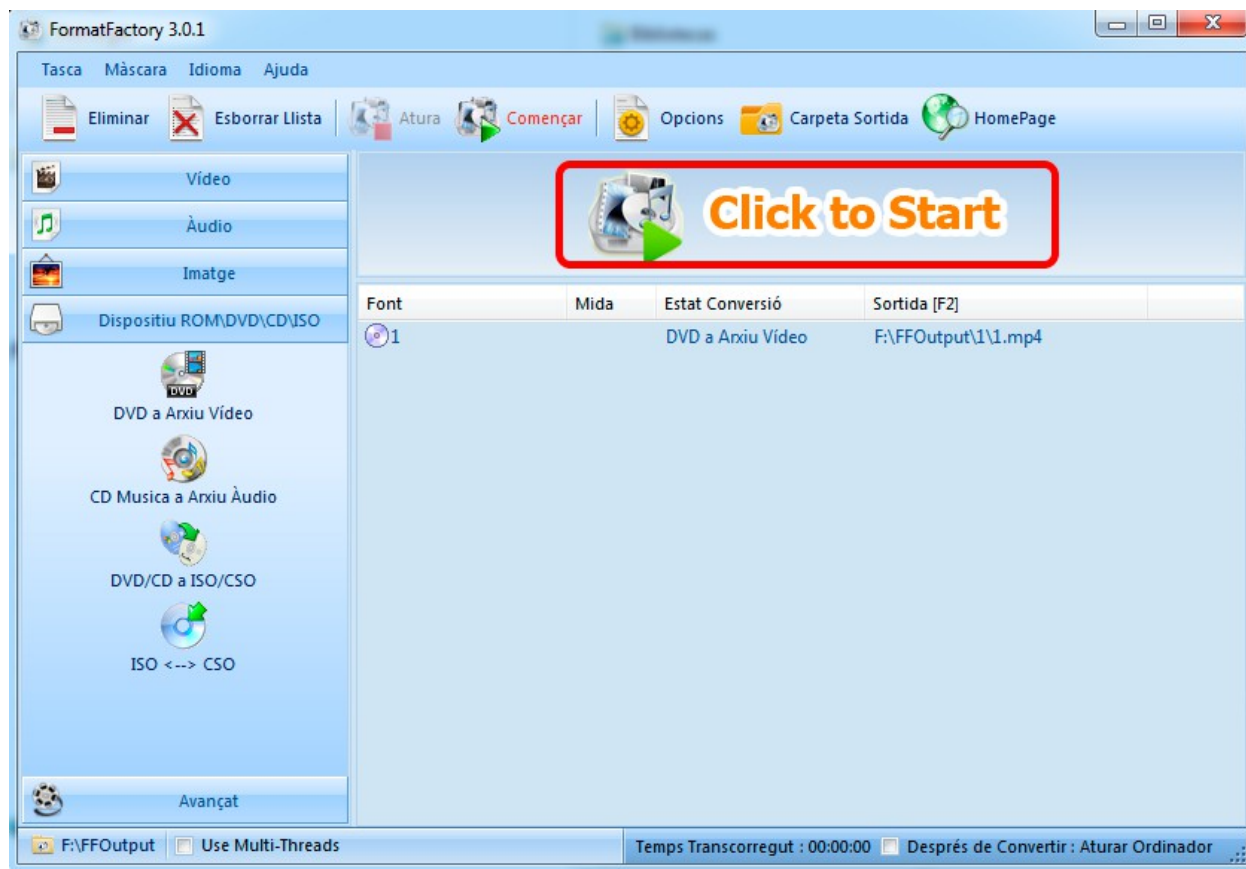 FormatFactory 3.0.1
Tasca Màscara Idioma Ajuda
Eliminar Esborrar Llista Atura Començar Opcions Carpeta Sortida HomePage
Vídeo
Àudio
Imatge
Dispositiu ROM\DVD\CD\ISO
DVD
DVD a Arxiu Vídeo
CD Musica a Arxiu Àudio
DVD/CD a ISO/CSO
ISO <--> CSO
Avançat
Click to Start
Font Mida Estat Conversió Sortida [F2]
1 DVD a Arxiu Vídeo F:\FFOutput\1\1.mp4
F:\FFOutput Use Multi-Threads Temps Transcorregut : 00:00:00 Després de Convertir : Aturar Ordinador